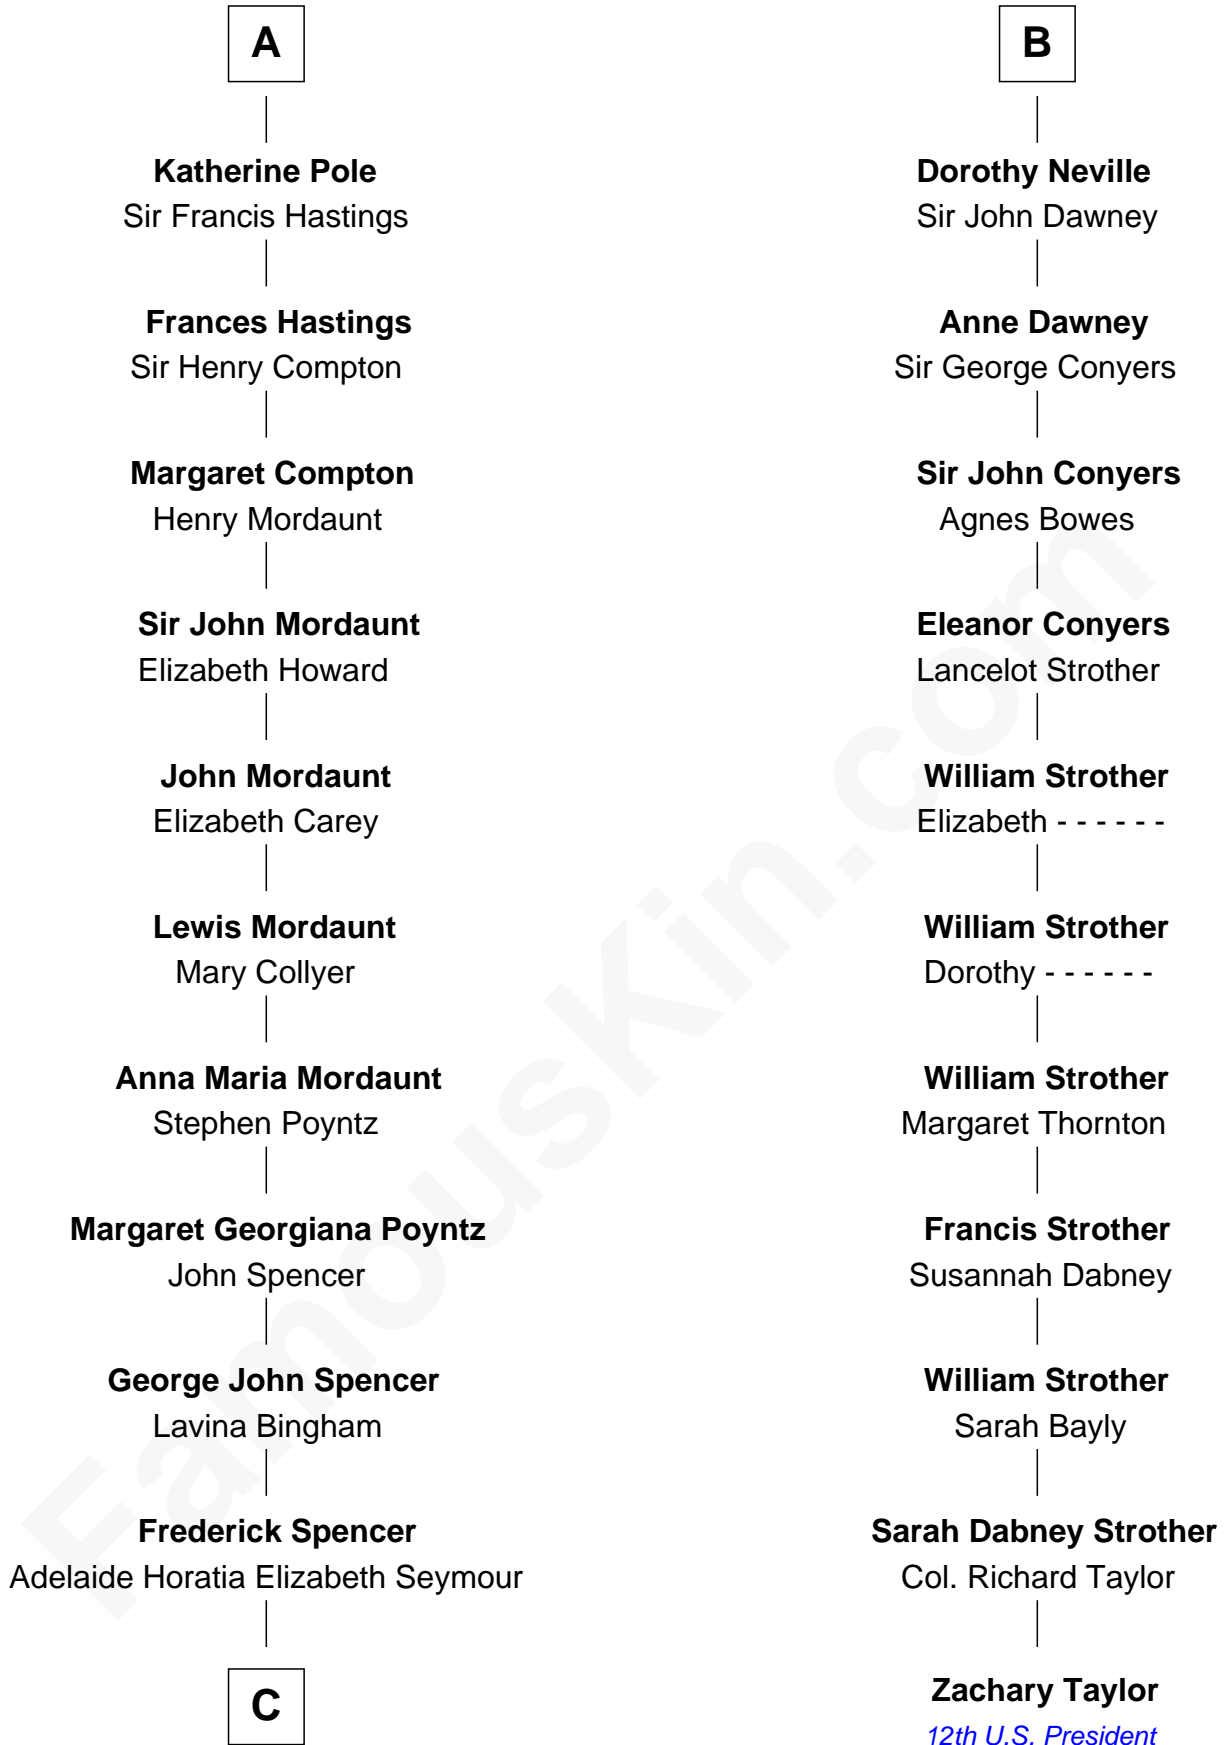 A
Katherine Pole
Sir Francis Hastings
Frances Hastings
Sir Henry Compton
Margaret Compton
Henry Mordaunt
Sir John Mordaunt
Elizabeth Howard
John Mordaunt
Elizabeth Carey
Lewis Mordaunt
Mary Collyer
Anna Maria Mordaunt
Stephen Poyntz
Margaret Georgiana Poyntz
John Spencer
George John Spencer
Lavina Bingham
Frederick Spencer
Adelaide Horatia Elizabeth Seymour
C
B
Dorothy Neville
Sir John Dawney
Anne Dawney
Sir George Conyers
Sir John Conyers
Agnes Bowes
Eleanor Conyers
Lancelot Strother
William Strother
Elizabeth - - - - - -
William Strother
Dorothy - - - - - -
William Strother
Margaret Thornton
Francis Strother
Susannah Dabney
William Strother
Sarah Bayly
Sarah Dabney Strother
Col. Richard Taylor
Zachary Taylor
12th U.S. President
FamousKin.com